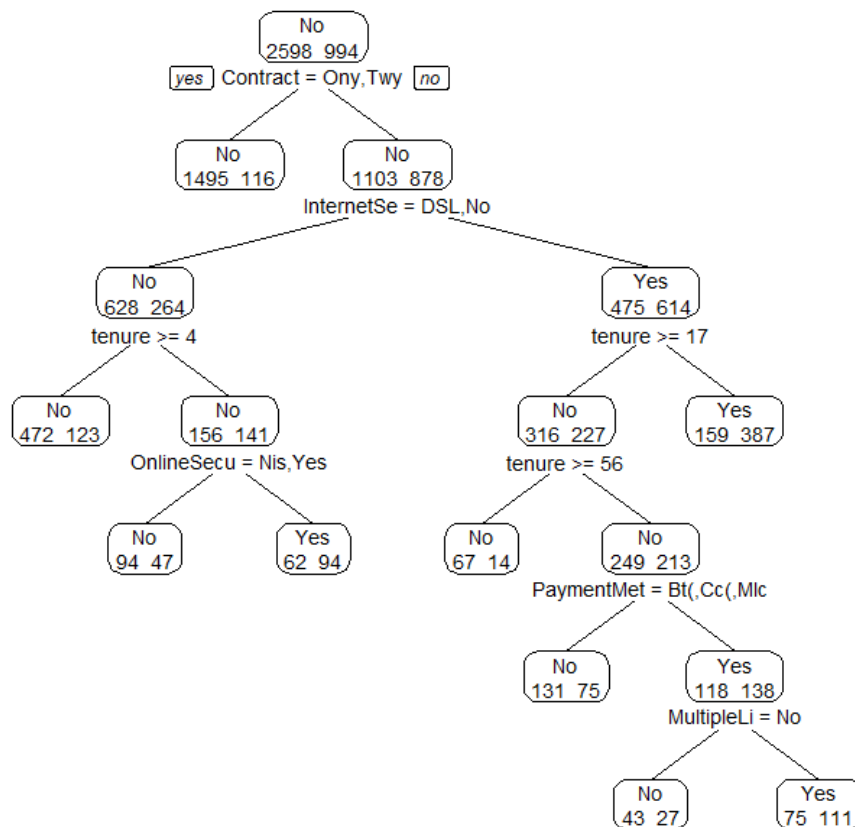 No
2598 994
yes Contract = Ony,Twy no
No No
1495 116 1103 878
InternetSe = DSL,No
No Yes
628 264 475 614
tenure >= 4 tenure >= 17
No No No Yes
472 123 156 141 316 227 159 387
OnlineSecu = Nis,Yes tenure >= 56
No Yes No No
94 47 62 94 67 14 249 213
PaymentMet = Bt(,Cc(,Mlc
No Yes
131 75 118 138
MultipleLi = No
No Yes
43 27 75 111